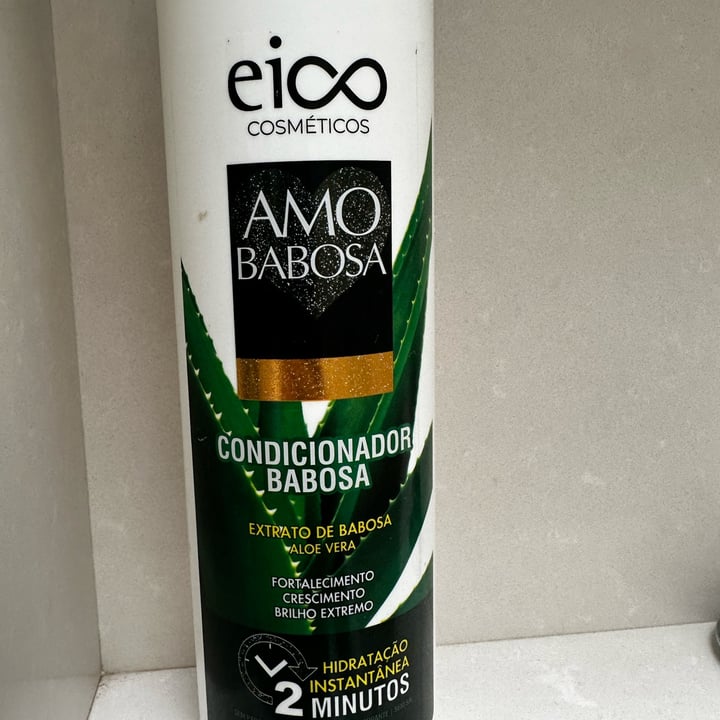 eico
COSMÉTICOS
AMO
BABOSA
CONDICIONADOR
BABOSA
EXTRATO DE BABOSA
ALOE VERA
FORTALECIMENTO
CRESCIMENTO
BRILHO EXTREMO
HIDRATAÇÃO
INSTANTÂNEA
2 MINUTOS